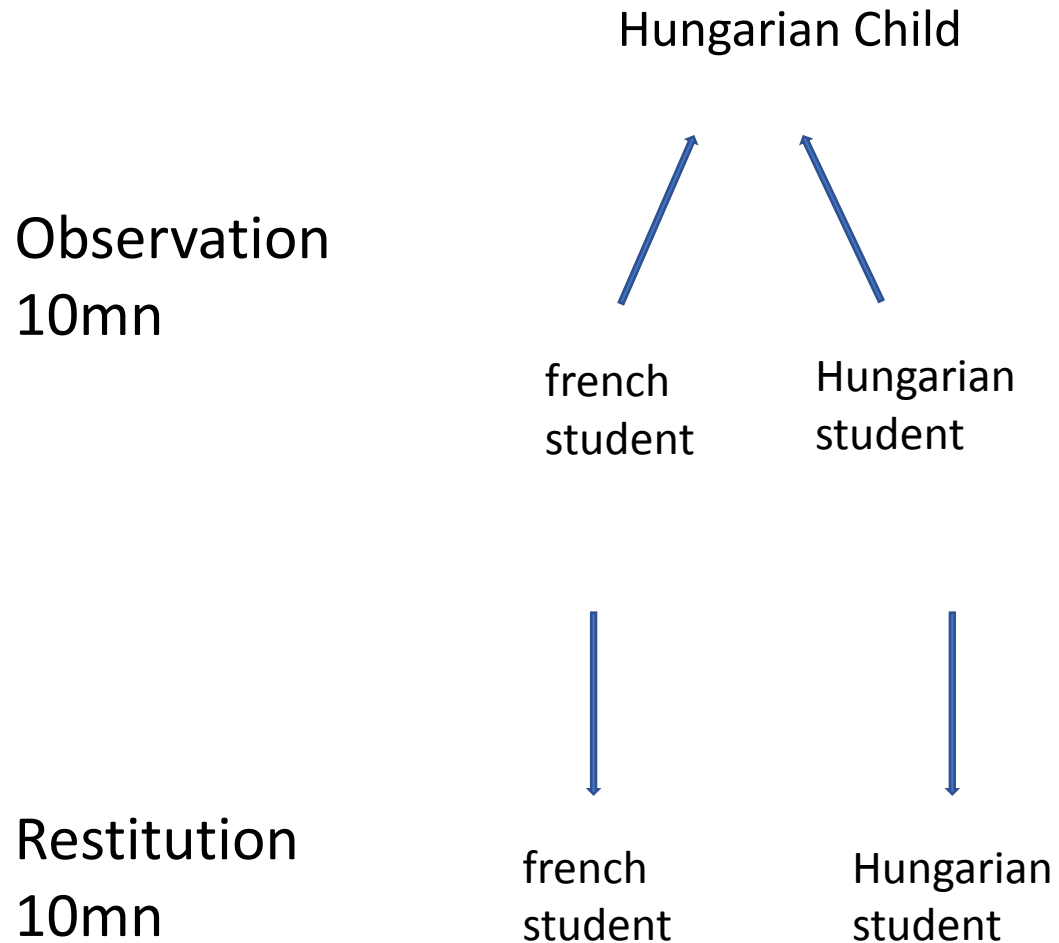 Hungarian Child
Observation
10mn
french
student
Hungarian
student
Restitution
10mn
french
student
Hungarian
student